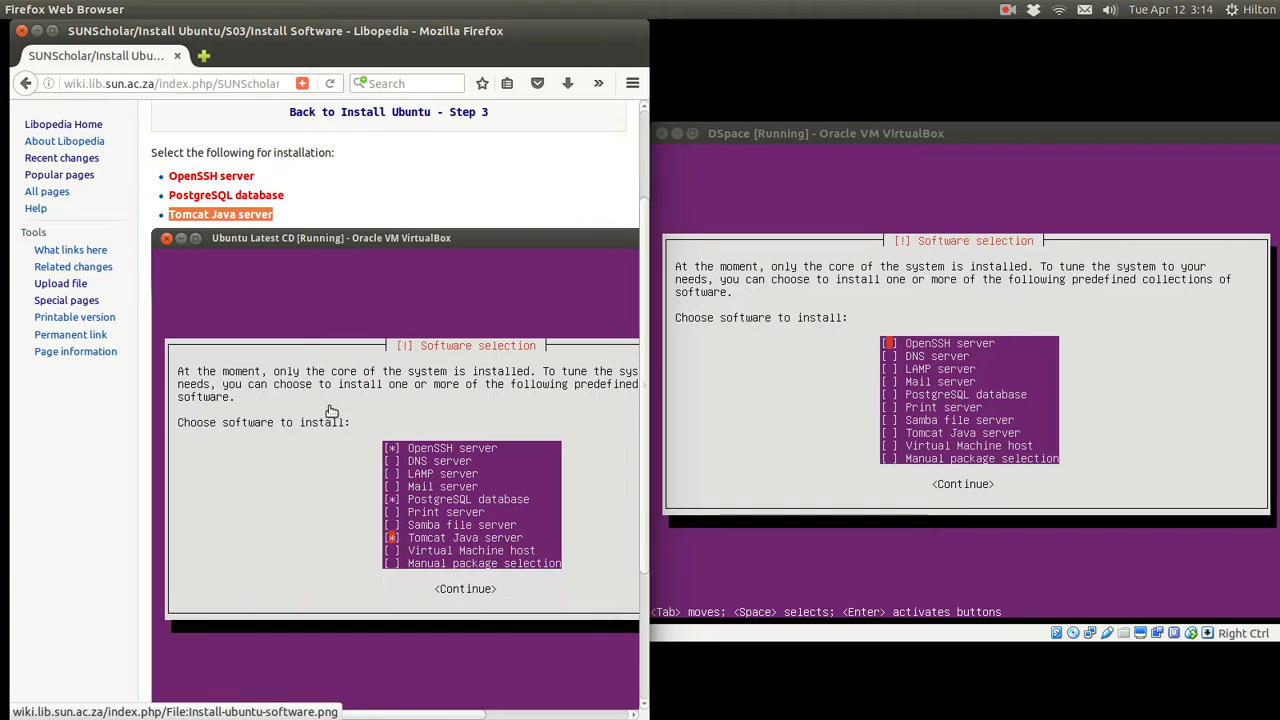 Firefox Web Browser
Tue Apr 12 3:14
Hilton
SUNScholar/Install Ubuntu/S03/Install Software - Libopedia - Mozilla Firefox
SUNScholar/Install Ubu...
wiki.lib.sun.ac.za/index.php/SUNScholar
Search
Libopedia Home
About Libopedia
Recent changes
Popular pages
All pages
Help
Tools
What links here
Related changes
Upload file
Special pages
Printable version
Permanent link
Page information
Back to Install Ubuntu - Step 3
Select the following for installation:
OpenSSH server
PostgreSQL database
Tomcat Java server
Ubuntu Latest CD [Running] - Oracle VM VirtualBox
[!] Software selection
At the moment, only the core of the system is installed. To tune the sys
needs, you can choose to install one or more of the following predefined
software.
Choose software to install:
[*] OpenSSH server
[ ] DNS server
[ ] LAMP server
[ ] Mail server
[*] PostgreSQL database
[ ] Print server
[ ] Samba file server
[*] Tomcat Java server
[ ] Virtual Machine host
[ ] Manual package selection
<Continue>
wiki.lib.sun.ac.za/index.php/File:Install-ubuntu-software.png
DSpace [Running] - Oracle VM VirtualBox
[!] Software selection
At the moment, only the core of the system is installed. To tune the system to your
needs, you can choose to install one or more of the following predefined collections of
software.
Choose software to install:
[ ] OpenSSH server
[ ] DNS server
[ ] LAMP server
[ ] Mail server
[ ] PostgreSQL database
[ ] Print server
[ ] Samba file server
[ ] Tomcat Java server
[ ] Virtual Machine host
[ ] Manual package selection
<Continue>
<Tab> moves; <Space> selects; <Enter> activates buttons
Right Ctrl